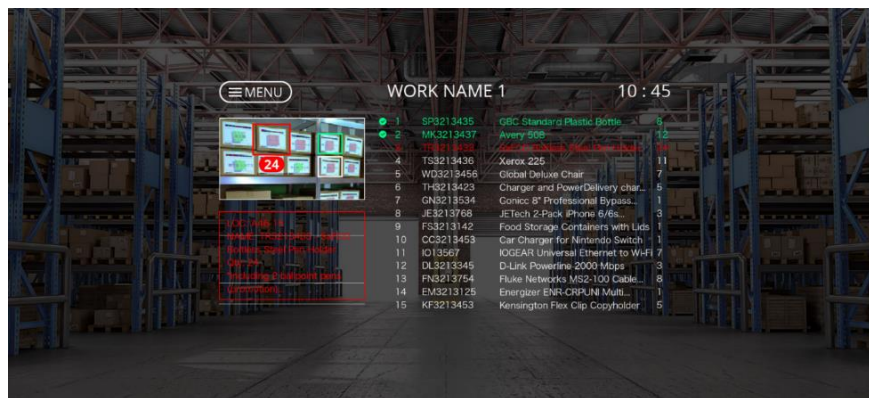 MENU
WORK NAME 1
10 : 45
24
1 SP3213435 GBC Standard Plastic Bottle... 6
2 MK3213437 Avery 508 12
3
4 TS3213436 Xerox 225 11
5 WD3213456 Global Deluxe Chair 7
6 TH3213423 Charger and PowerDelivery char... 5
7 GN3213534 Gonicc 8" Professional Bypass... 1
8 JE3213768 JETech 2-Pack iPhone 6/6s... 3
9 FS3213142 Food Storage Containers with Lids 1
10 CC3213453 Car Charger for Nintendo Switch 1
11 IO13567 IOGEAR Universal Ethernet to Wi-Fi 7
12 DL3213345 D-Link Powerline 2000 Mbps 3
13 FN3213754 Fluke Networks MS2-100 Cable... 8
14 EM3213125 Energizer ENR-CRPUNI Multi... 1
15 KF3213453 Kensington Flex Clip Copyholder 5